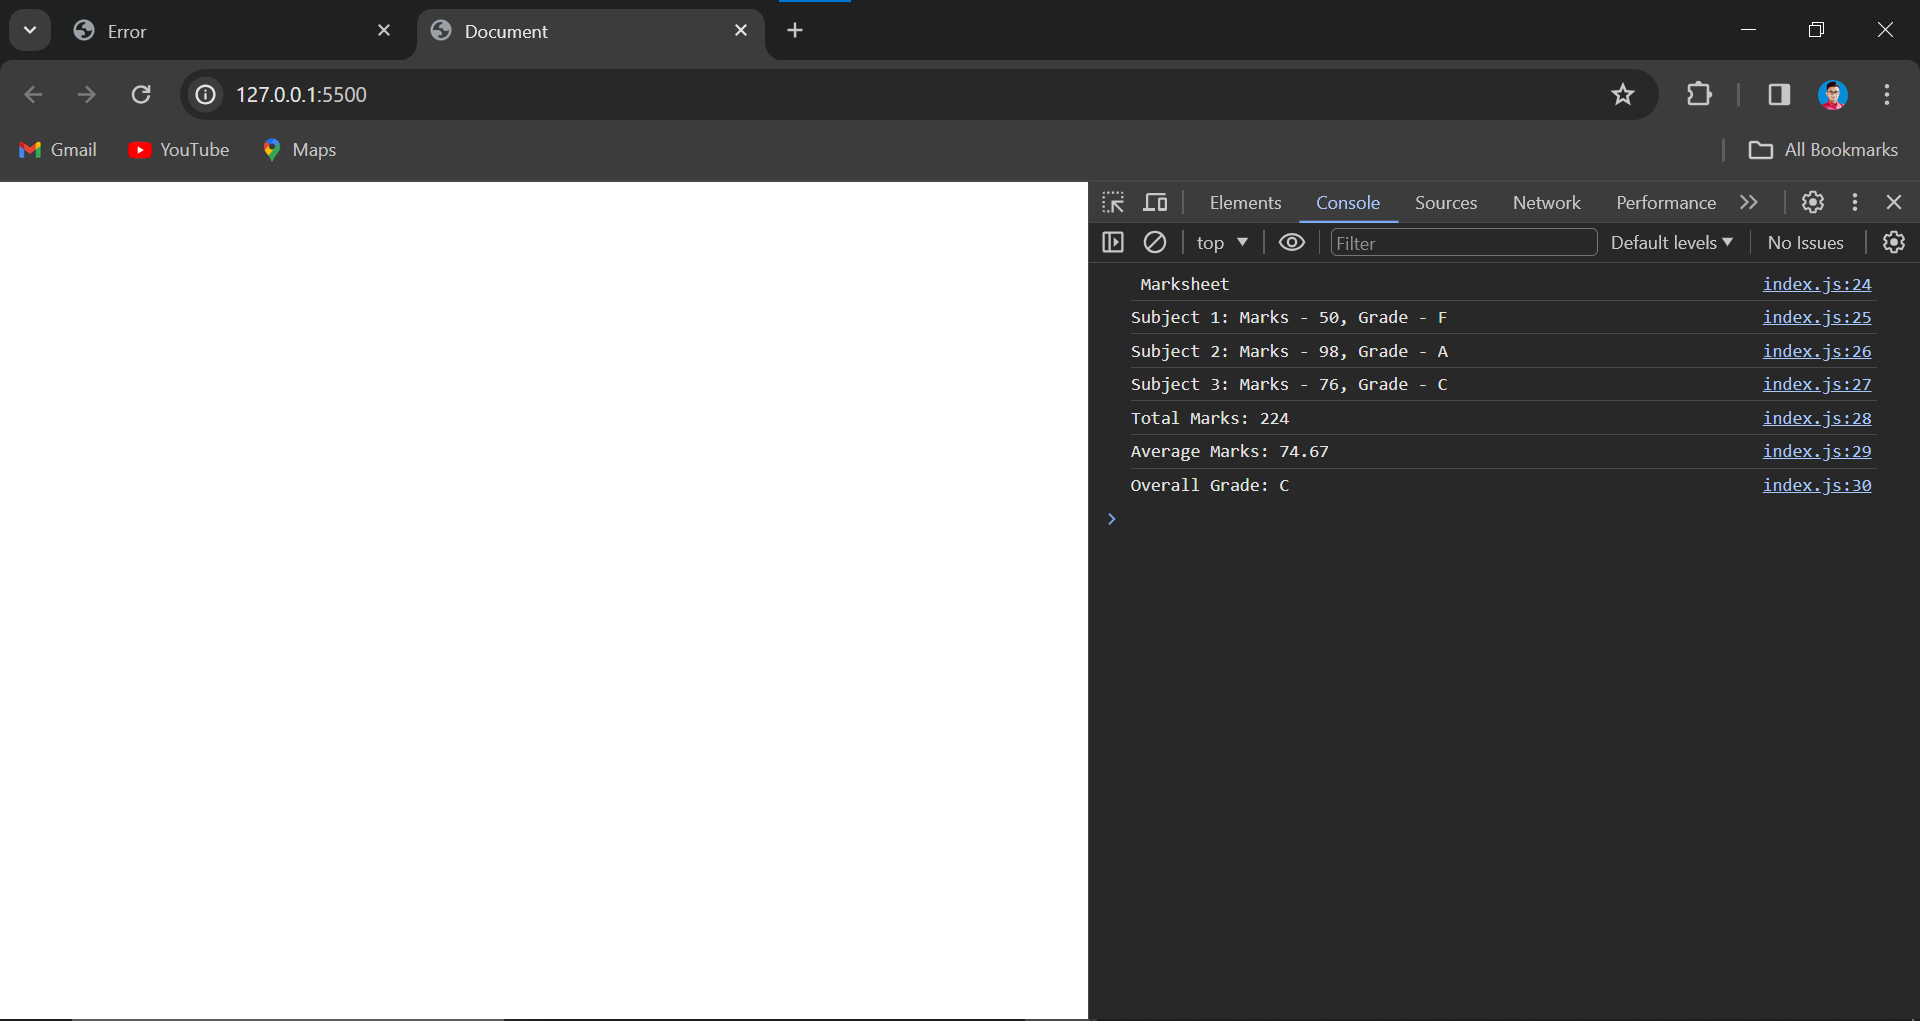 Error
Document
127.0.0.1:5500
Gmail
YouTube
Maps
All Bookmarks
Elements
Console
Sources
Network
Performance
top
Filter
Default levels
No Issues
Marksheet index.js:24
Subject 1: Marks - 50, Grade - F index.js:25
Subject 2: Marks - 98, Grade - A index.js:26
Subject 3: Marks - 76, Grade - C index.js:27
Total Marks: 224 index.js:28
Average Marks: 74.67 index.js:29
Overall Grade: C index.js:30